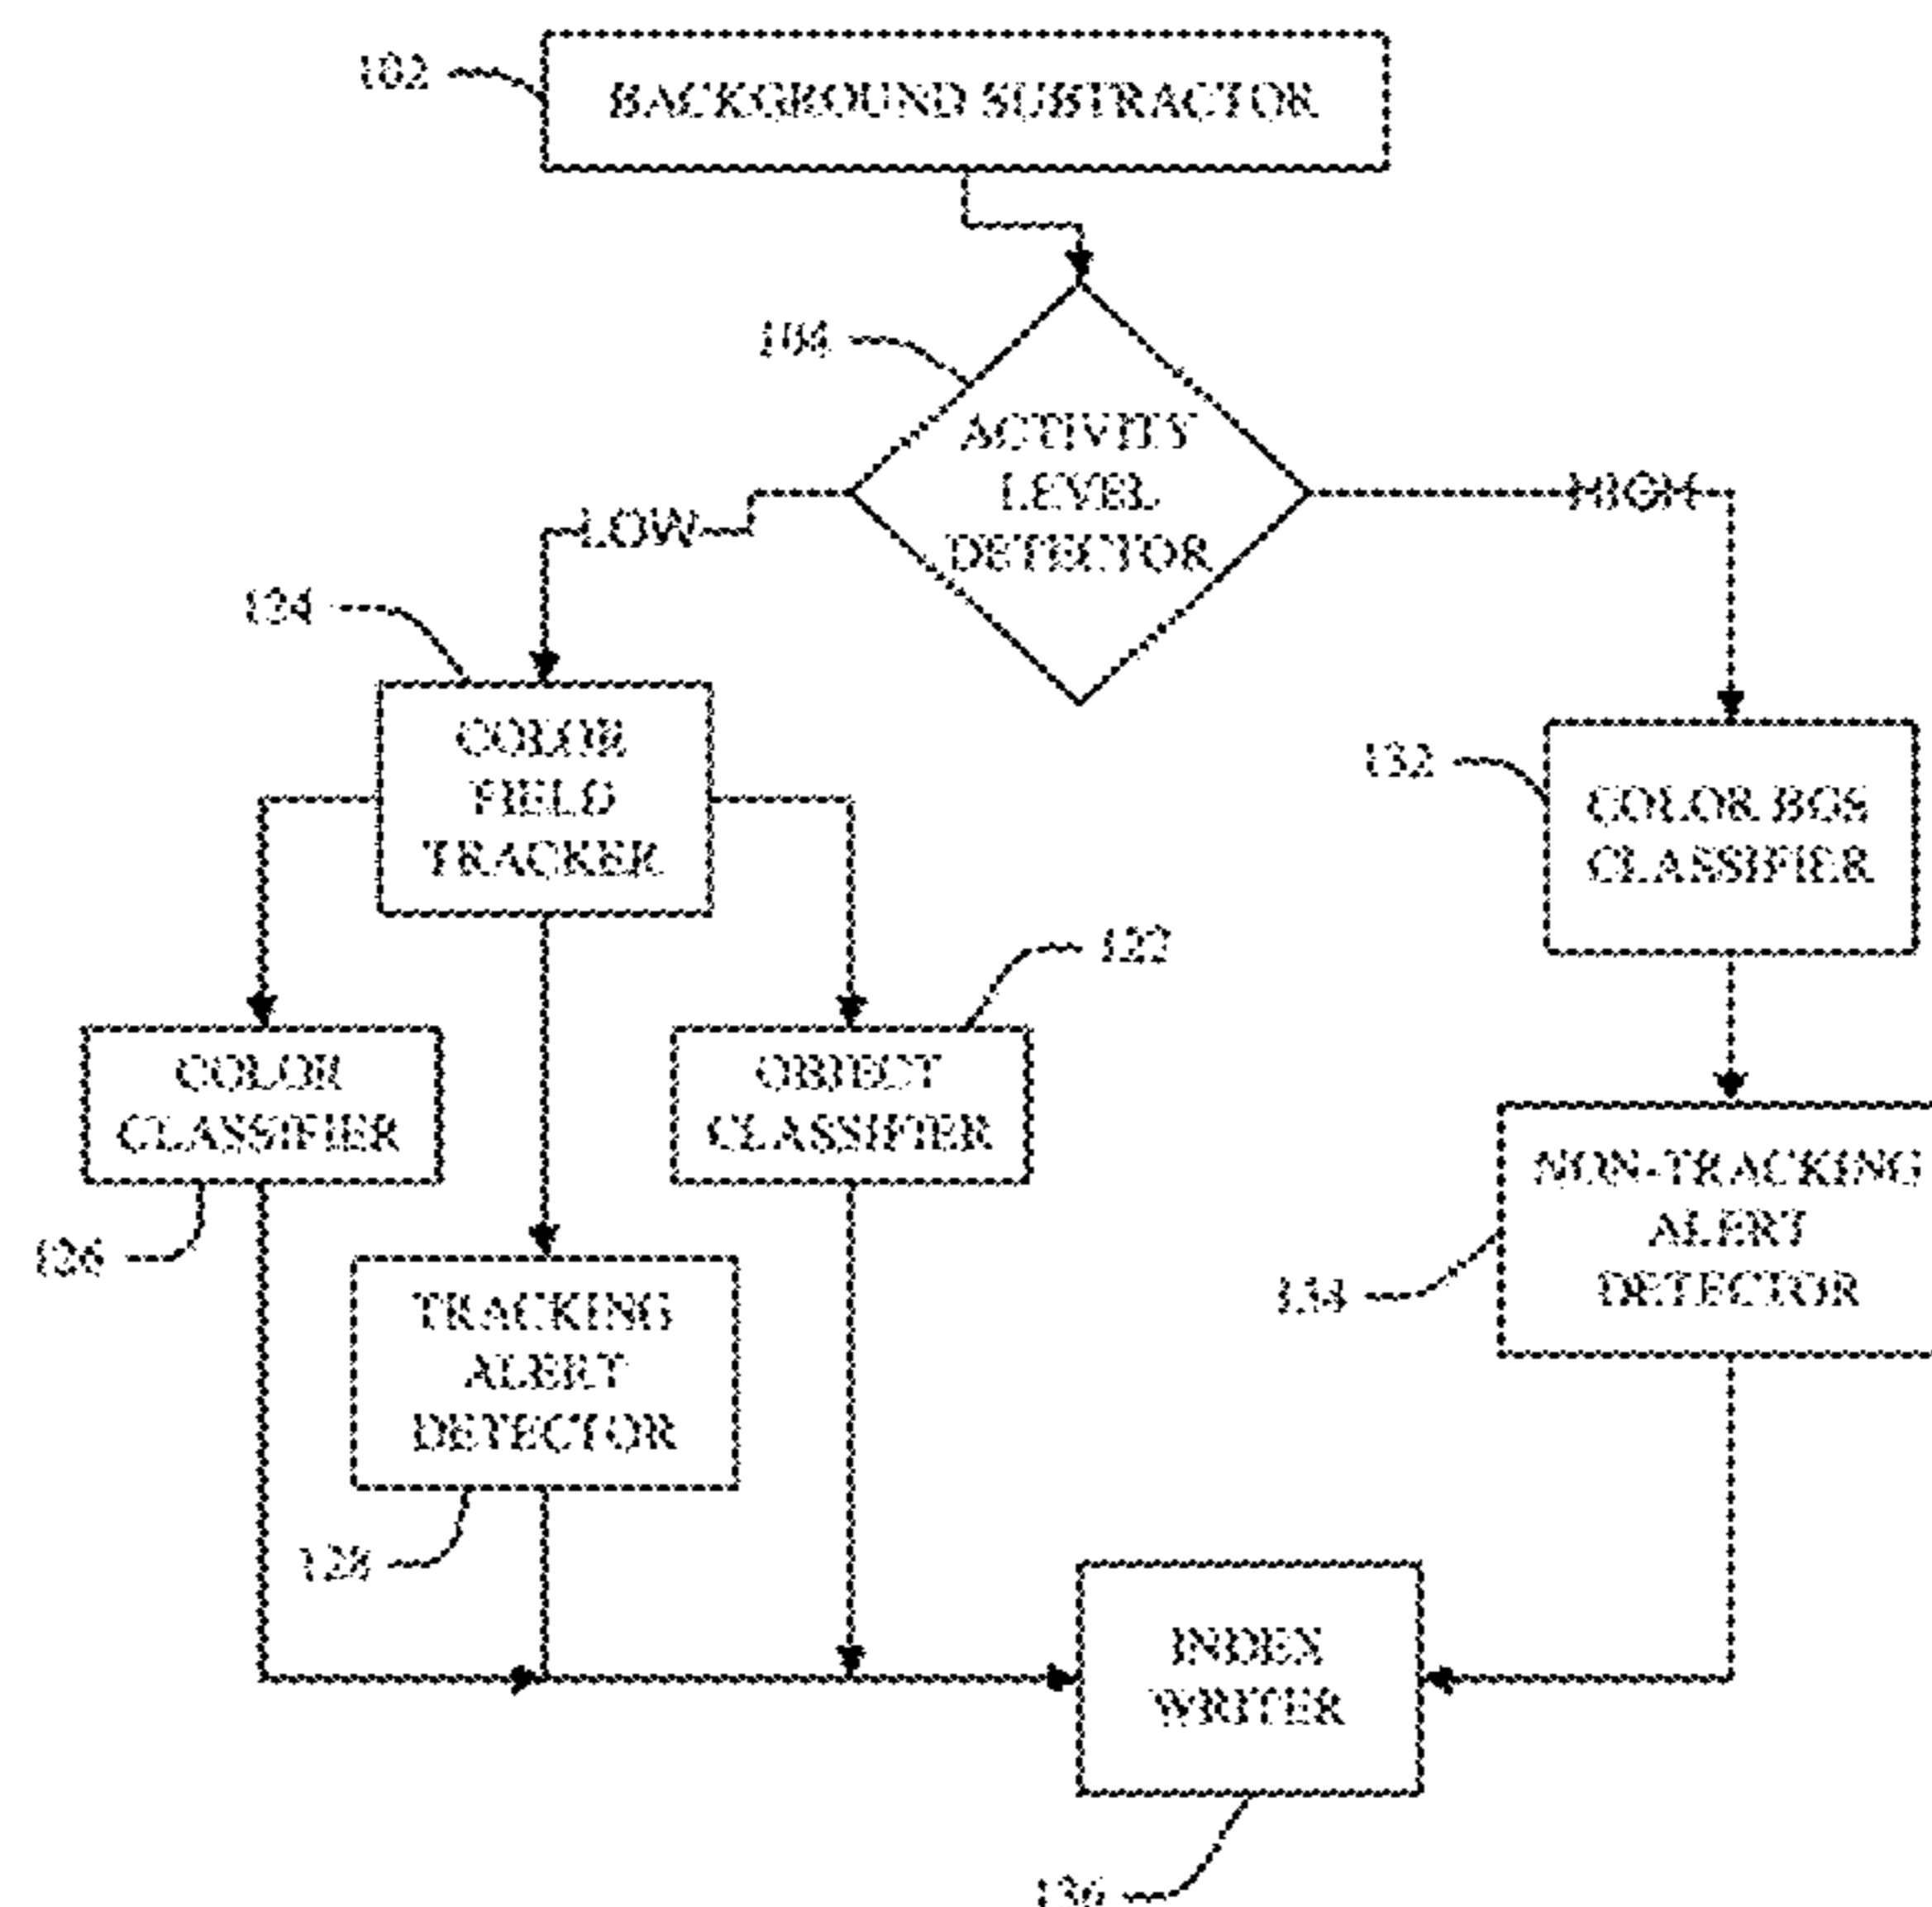 102
BACKGROUND SUBTRACTOR
ACTIVITY
LEVEL
DETECTOR
LOW
HIGH
124
COLOR
FIELD
TRACKER
132
COLOR BGS
CLASSIFIER
122
COLOR
CLASSIFIER
OBJECT
CLASSIFIER
126
NON-TRACKING
ALERT
DETECTOR
TRACKING
ALERT
DETECTOR
128
INDEX
WRITER
136